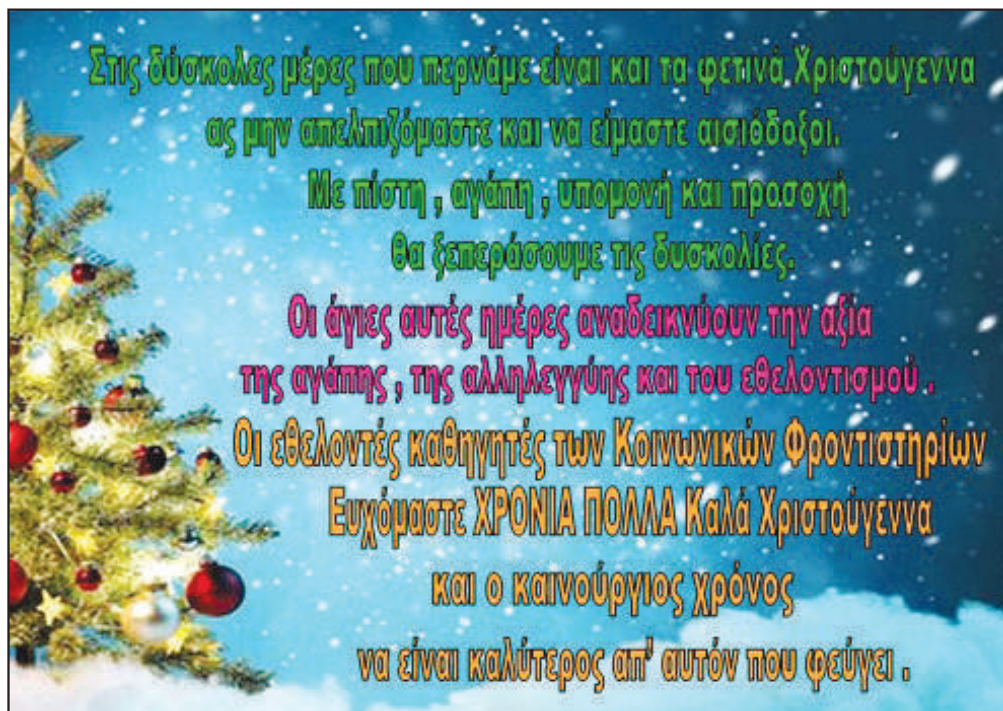 Στις δύσκολες μέρες που περνάμε είναι και τα φετινά Χριστούγεννα
ας μην απελπιζόμαστε και να είμαστε αισιόδοξοι.
Με πίστη , αγάπη , υπομονή και προσοχή
θα ξεπεράσουμε τις δυσκολίες.
Οι άγιες αυτές ημέρες αναδεικνύουν την αξία
της αγάπης , της αλληλεγγύης και του εθελοντισμού .
Οι εθελοντές καθηγητές των Κοινωνικών Φροντιστηρίων
Ευχόμαστε ΧΡΟΝΙΑ ΠΟΛΛΑ Καλά Χριστούγεννα
και ο καινούργιος χρόνος
να είναι καλύτερος απ' αυτόν που φεύγει .